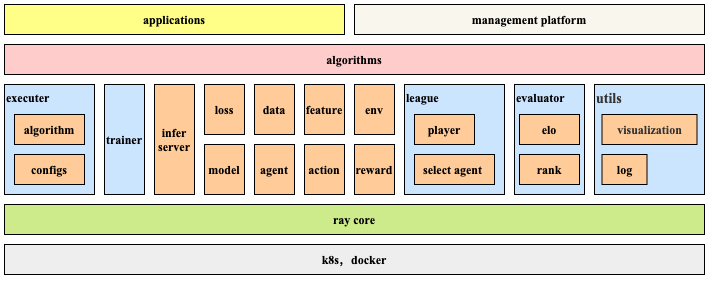 applications
management platform
algorithms
executer
algorithm
configs
trainer
infer
server
loss
data
feature
env
model
agent
action
reward
league
player
select agent
evaluator
elo
rank
utils
visualization
log
ray core
k8s，docker